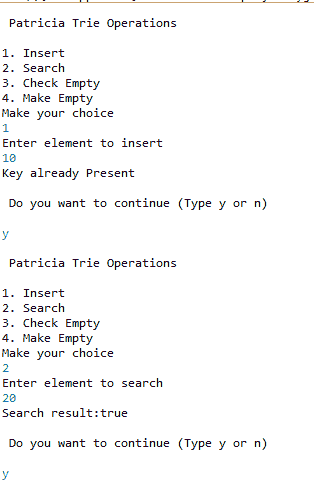 Patricia Trie Operations
1. Insert
2. Search
3. Check Empty
4. Make Empty
Make your choice
1
Enter element to insert
10
Key already Present
Do you want to continue (Type y or n)
y
Patricia Trie Operations
1. Insert
2. Search
3. Check Empty
4. Make Empty
Make your choice
2
Enter element to search
20
Search result:true
Do you want to continue (Type y or n)
y